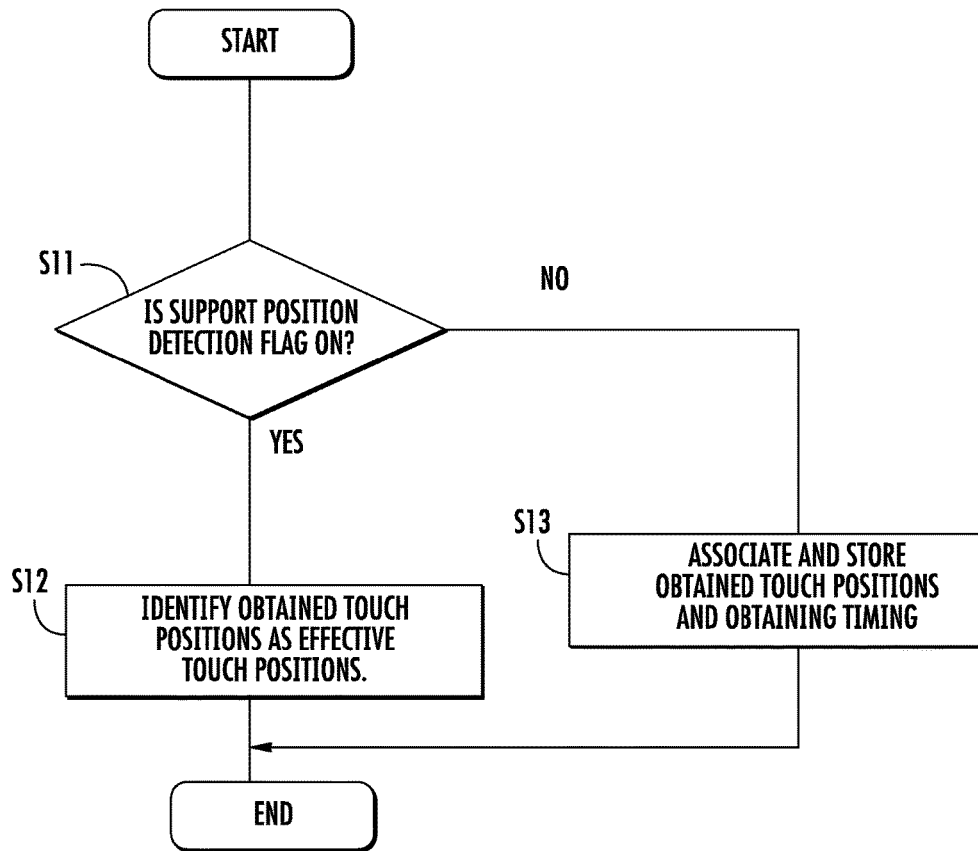 START
S11
IS SUPPORT POSITION
DETECTION FLAG ON?
NO
YES
S12
IDENTIFY OBTAINED TOUCH
POSITIONS AS EFFECTIVE
TOUCH POSITIONS.
S13
ASSOCIATE AND STORE
OBTAINED TOUCH POSITIONS
AND OBTAINING TIMING
END